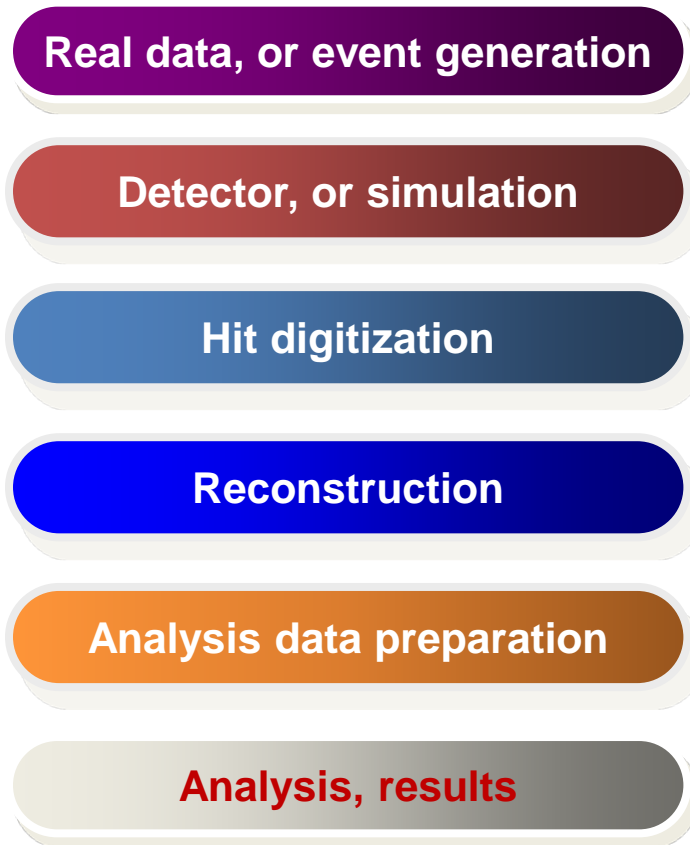 Real data, or event generation
Detector, or simulation
Hit digitization
Reconstruction
Analysis data preparation
Analysis, results